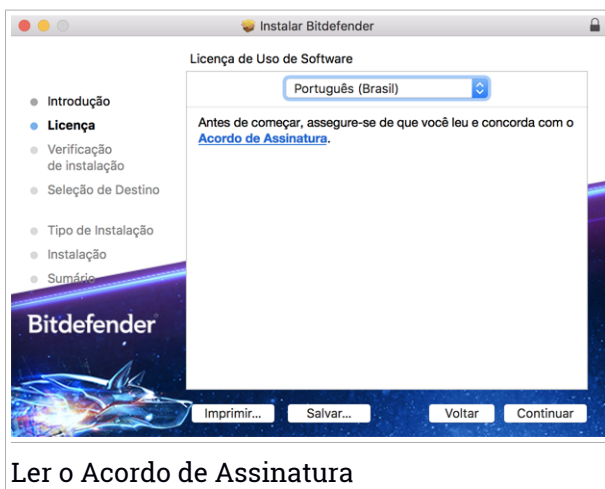 Instalar Bitdefender
Licença de Uso de Software
Português (Brasil)
Introdução
Licença
Verificação
de instalação
Seleção de Destino
Tipo de Instalação
Instalação
Sumário
Antes de começar, assegure-se de que você leu e concorda com o
Acordo de Assinatura.
Bitdefender
Imprimir...
Salvar...
Voltar
Continuar
Ler o Acordo de Assinatura